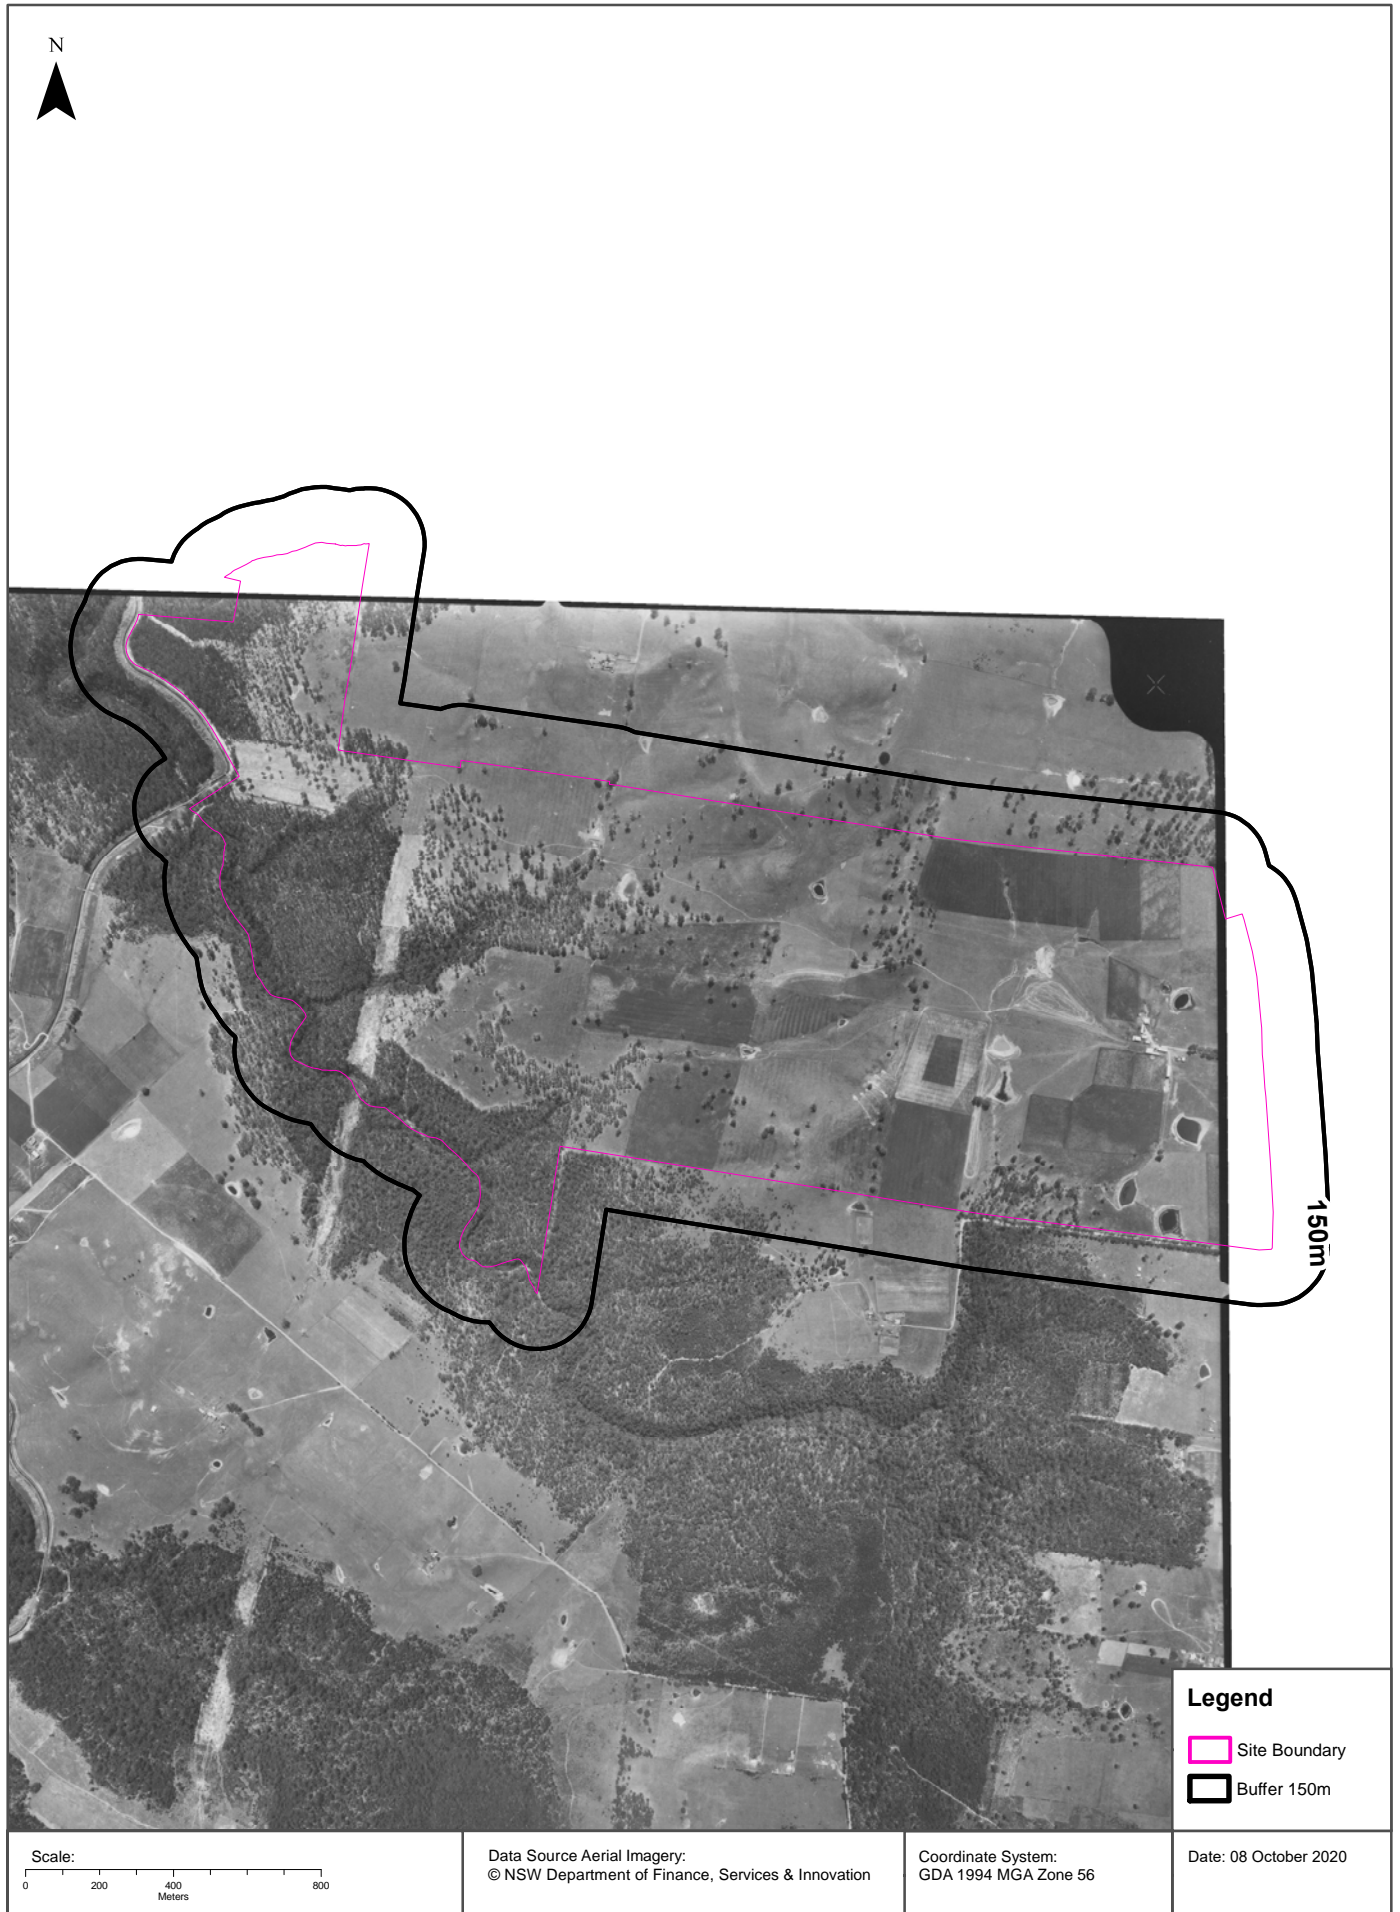 N
150m
Legend
Site Boundary
Buffer 150m
Scale:
0 200 400 800
Meters
Data Source Aerial Imagery:
© NSW Department of Finance, Services & Innovation
Coordinate System:
GDA 1994 MGA Zone 56
Date: 08 October 2020